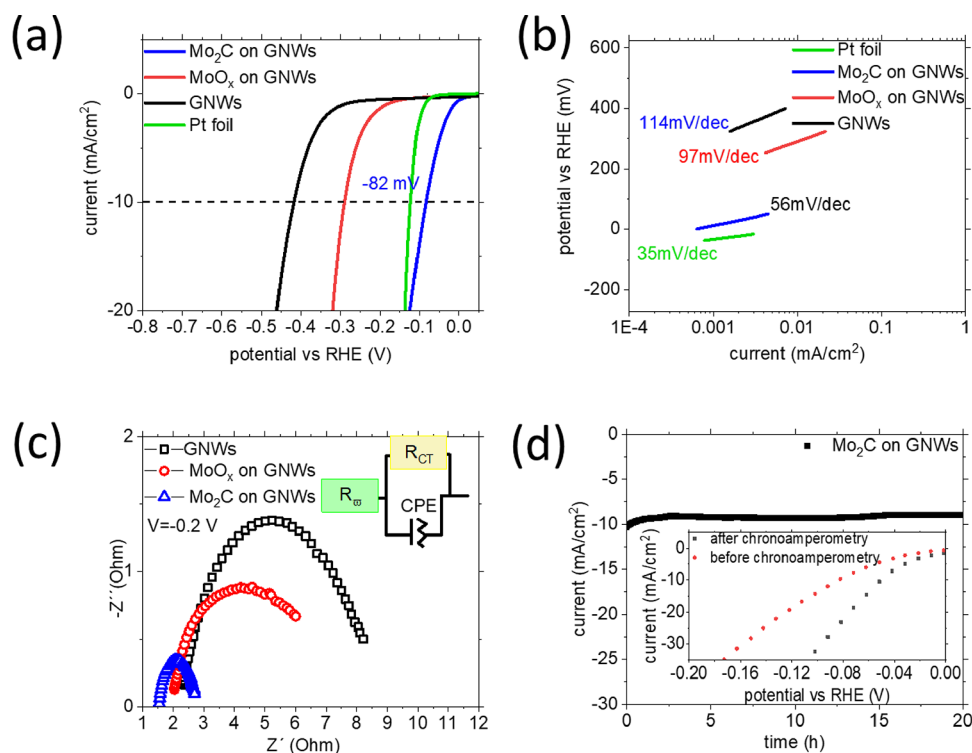 (a)
Mo₂C on GNWs
MoOₓ on GNWs
GNWs
Pt foil
-82 mV
current (mA/cm²)
0
-10
-20
-0.8 -0.7 -0.6 -0.5 -0.4 -0.3 -0.2 -0.1 0.0
potential vs RHE (V)
(b)
Pt foil
Mo₂C on GNWs
MoOₓ on GNWs
GNWs
114mV/dec
97mV/dec
56mV/dec
35mV/dec
potential vs RHE (mV)
600
400
200
0
-200
1E-4 0.001 0.01 0.1 1
current (mA/cm²)
(c)
GNWs
MoOₓ on GNWs
Mo₂C on GNWs
V=-0.2 V
R_ϖ
R_CT
CPE
-Z´´(Ohm)
2
1
0
1 2 3 4 5 6 7 8 9 10 11 12
Z´ (Ohm)
(d)
Mo₂C on GNWs
current (mA/cm²)
0
-5
-10
-15
-20
-25
-30
0 5 10 15 20
time (h)
after chronoamperometry
before chronoamperometry
current (mA/cm²)
0
-10
-20
-30
-0.20 -0.16 -0.12 -0.08 -0.04 0.00
potential vs RHE (V)